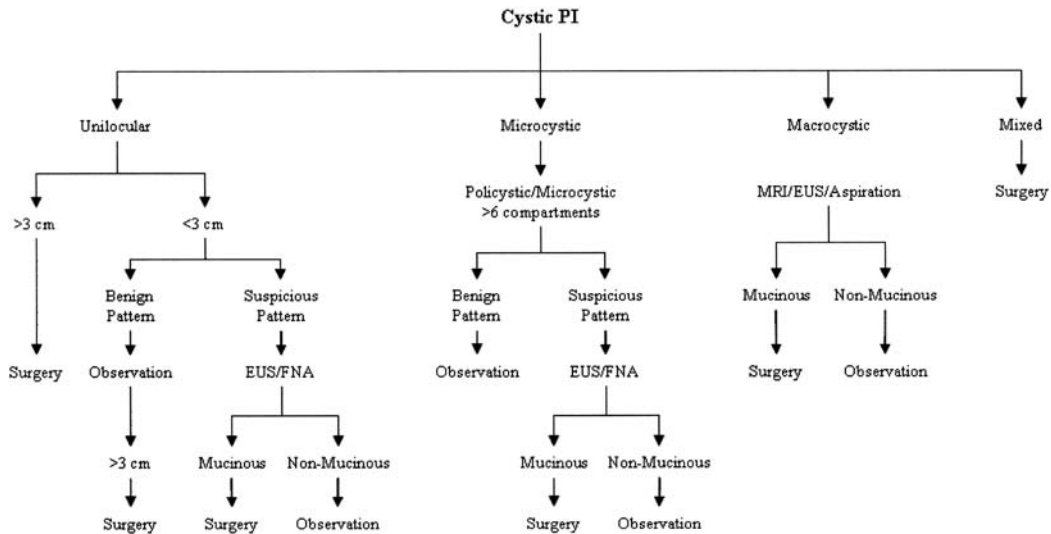 Cystic PI
Unilocular
Microcystic
Macrocystic
Mixed
>3 cm
<3 cm
Policystic/Microcystic
>6 compartments
MRI/EUS/Aspiration
Surgery
Benign
Pattern
Suspicious
Pattern
Benign
Pattern
Suspicious
Pattern
Mucinous
Non-Mucinous
Surgery
Observation
EUS/FNA
Observation
EUS/FNA
Surgery
Observation
>3 cm
Mucinous
Non-Mucinous
Mucinous
Non-Mucinous
Surgery
Surgery
Observation
Surgery
Observation